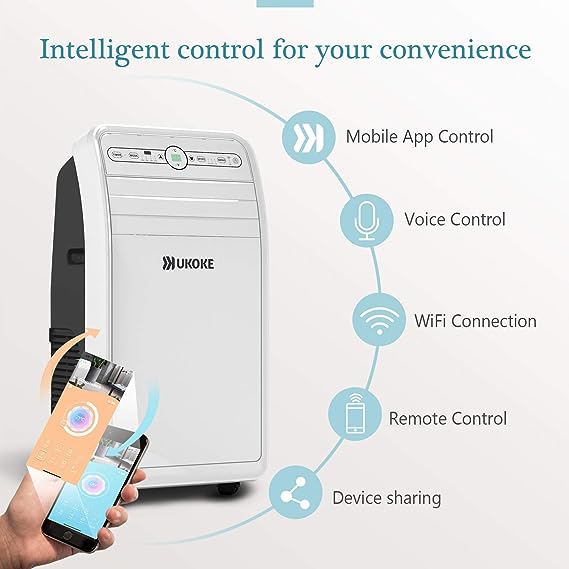 Intelligent control for your convenience
Mobile App Control
UKOKE
Voice Control
WiFi Connection
Remote Control
Device sharing